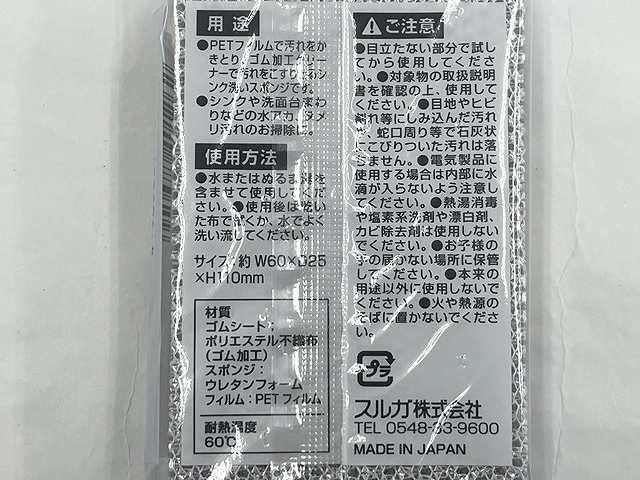 用途
●PETフィルムで汚れをか
きとり、ゴム加工クリー
ナーで汚れをこすり
ンク洗いスポンジです。
●シンクや洗面台まわ
りなどの水アカ、ヌメ
リ汚れのお掃除に。
使用方法
●水またはぬるま湯を
含ませて使用してくだ
さい。●使用後は乾い
た布で拭くか、水でよく
洗い流してください。
サイズ:約 W60×D25
×H110mm
材質
ゴムシート:
ポリエステル不織布
(ゴム加工)
スポンジ:
ウレタンフォーム
フィルム:PETフィルム
耐熱温度
60℃
ご注意
●目立たない部分で試し
てから使用してください。
●対象物の取扱説明
書を確認の上、使用して
ください。●目地やヒビ
割れ等にしみ込んだ汚れ
や、蛇口周り等で石灰状
にこびりついた汚れは落
ちません。●電気製品に
使用する場合は内部に水
滴が入らないよう注意し
てください。●熱湯消毒
や塩素系洗剤や漂白剤、
カビ除去剤は使用しない
でください。●お子様の
手の届かない場所に保管
してください。●本来の
用途以外に使用しないで
ください。●火や熱源の
そばに置かないでくださ
い。
プラ
スルガ株式会社
TEL 0548-33-9600
MADE IN JAPAN